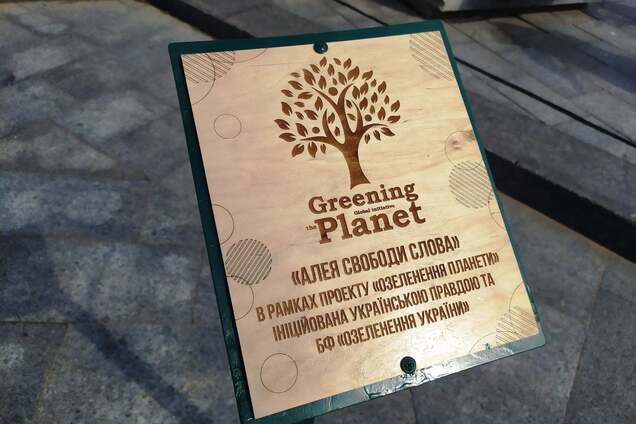 Greening
Global initiative
the Planet
«АЛЕЯ СВОБОДИ СЛОВА»
В РАМКАХ ПРОЕКТУ «ОЗЕЛЕНЕННЯ ПЛАНЕТИ»
ІНІЦІЙОВАНА УКРАЇНСЬКОЮ ПРАВДОЮ ТА
БФ «ОЗЕЛЕНЕННЯ УКРАЇНИ»